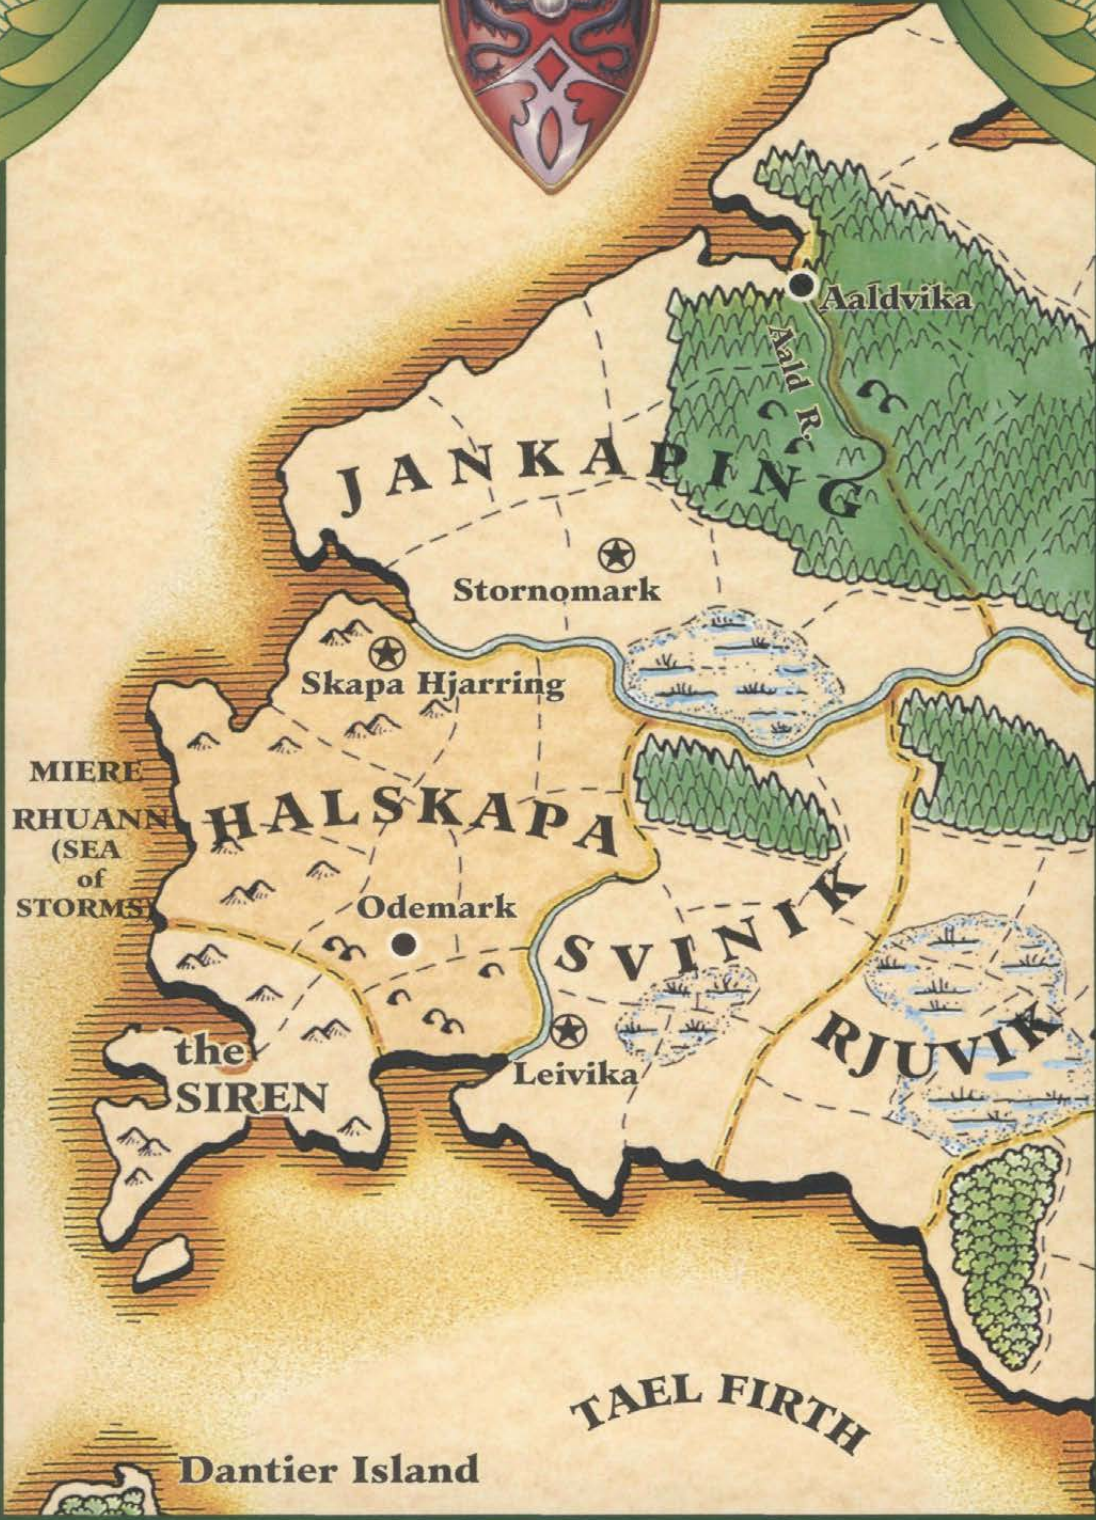 Aaldvika
Aald R.
JANKAPING
Stornomark
Skapa Hjarring
MIERE
RHUANN
(SEA
of
STORMS)
HALSKAPA
Odemark
SVINIK
RJUVIK
the
SIREN
Leivika
TAEL FIRTH
Dantier Island